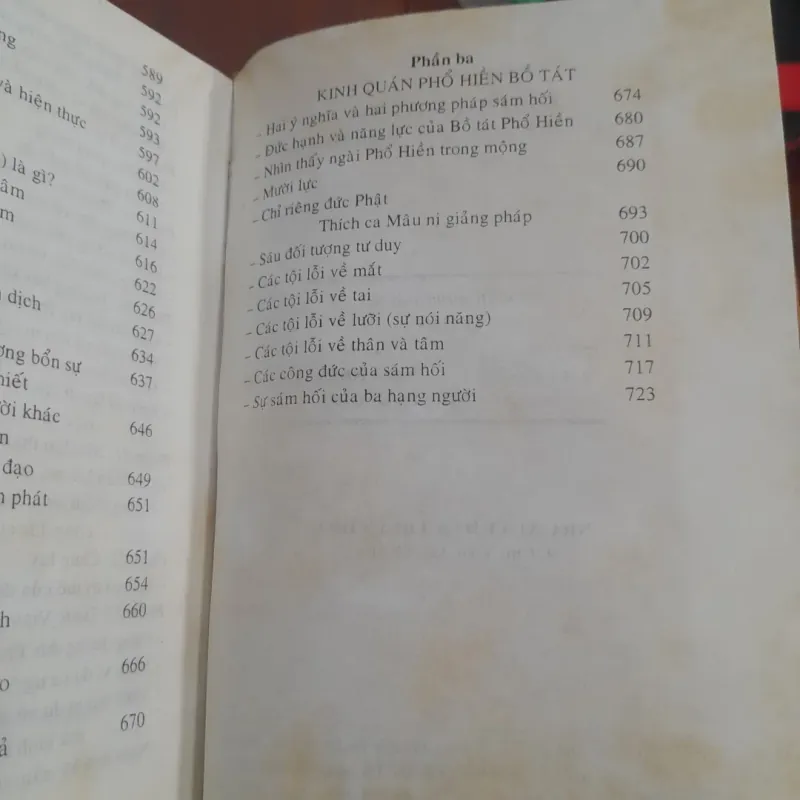 589
592
và hiện thực
592
593
597
) là gì?
602
608
611
614
616
622
dịch
626
627
634
bổn sự
637
khác
646
đạo
649
phát
651
651
654
660
666
670
Phần ba
KINH QUÁN PHỔ HIỀN BỒ TÁT
- Hai ý nghĩa và hai phương pháp sám hối 674
- Đức hạnh và năng lực của Bồ tát Phổ Hiền 680
- Nhìn thấy ngài Phổ Hiền trong mộng 687
- Mười lực 690
- Chỉ riêng đức Phật
Thích ca Mâu ni giảng pháp 693
- Sáu đối tượng tư duy 700
- Các tội lỗi về mắt 702
- Các tội lỗi về tai 705
- Các tội lỗi về lưỡi (sự nói năng) 709
- Các tội lỗi về thân và tâm 711
- Các công đức của sám hối 717
- Sự sám hối của ba hạng người 723